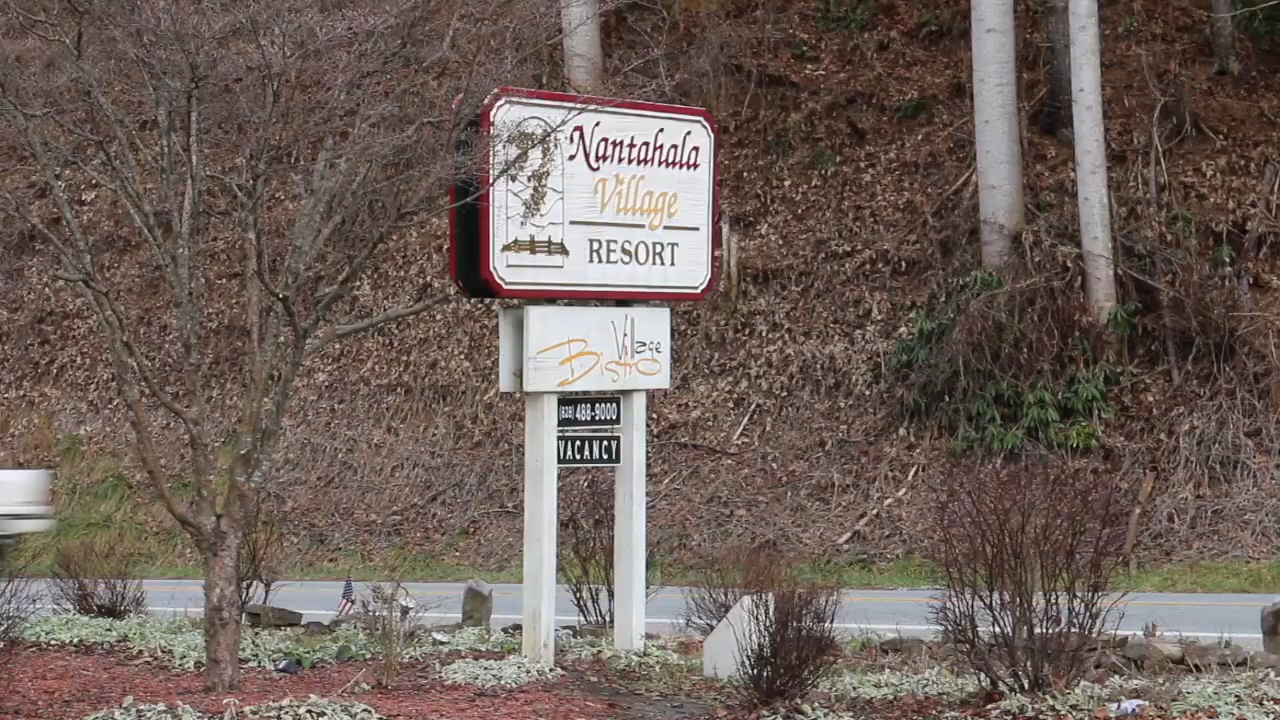 Nantahala
Village
RESORT
Village
Bistro
(828) 488-9000
VACANCY